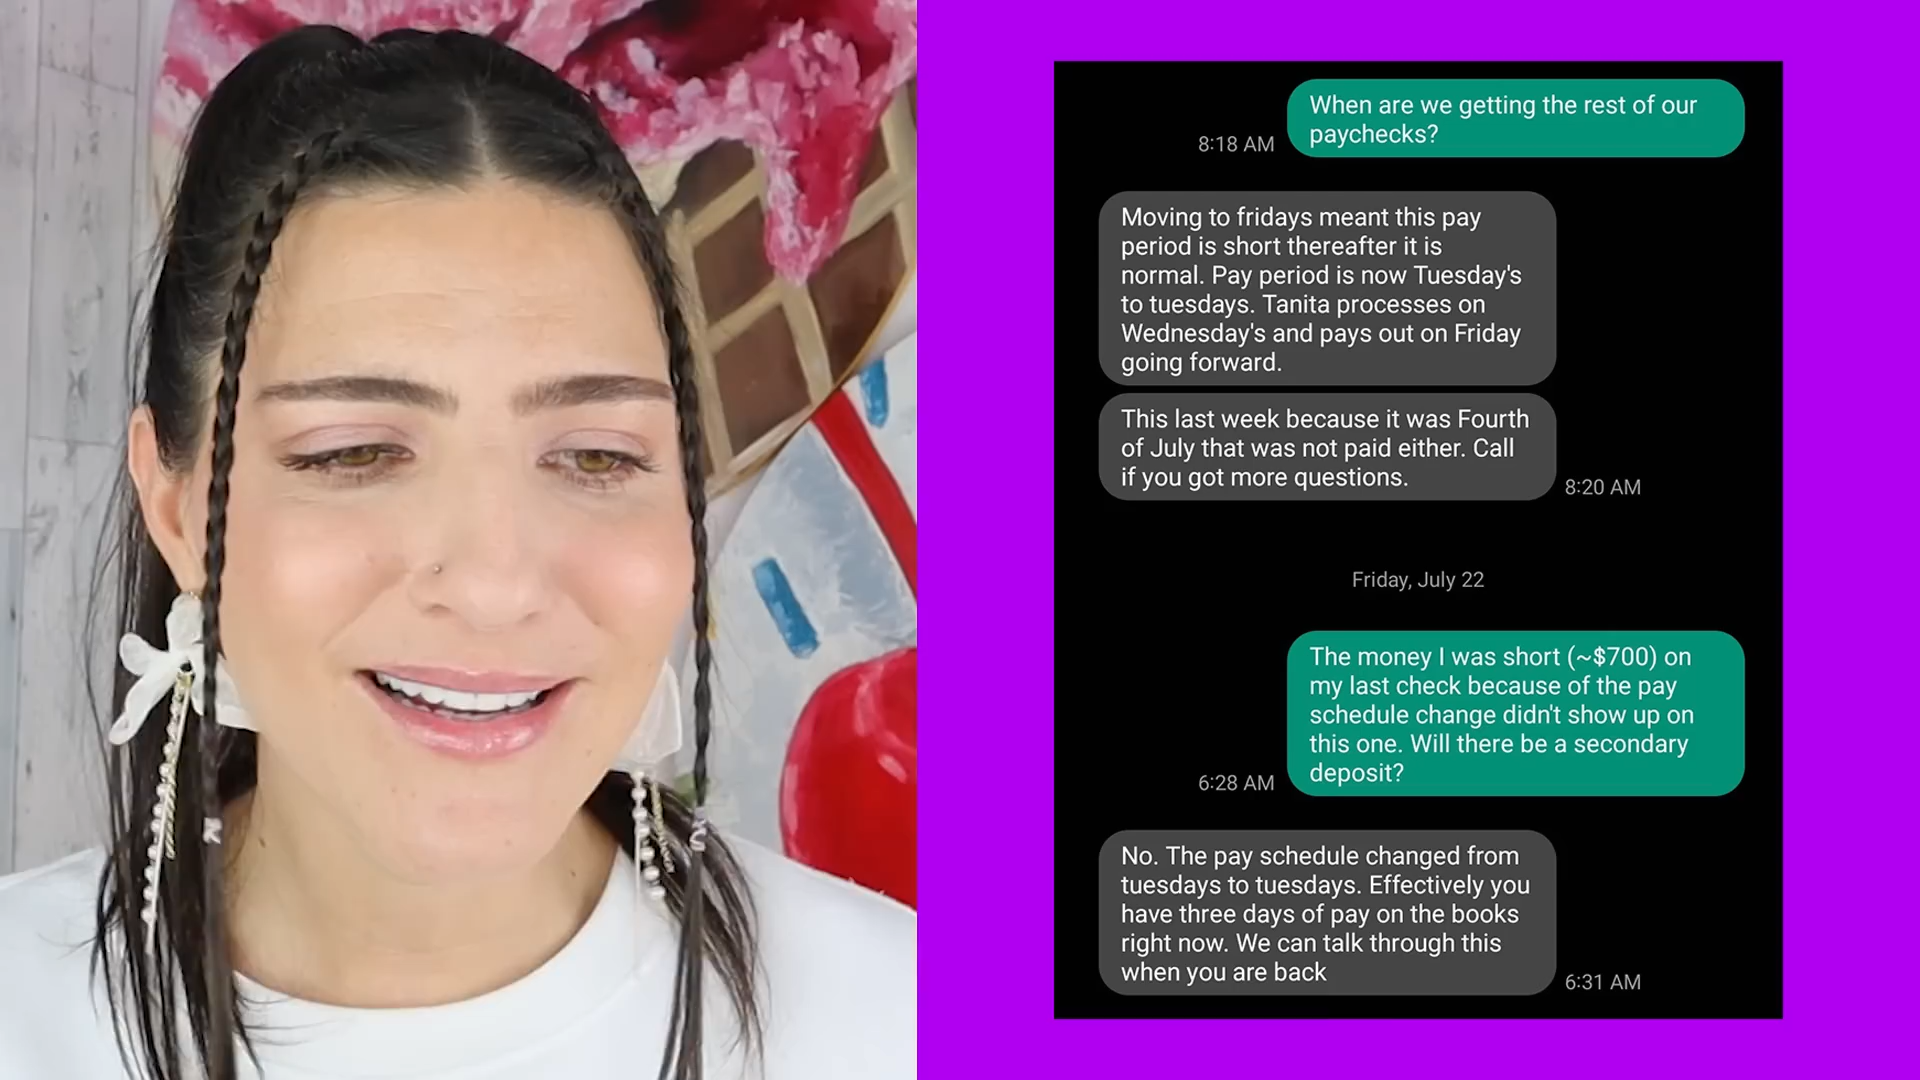 When are we getting the rest of our
paychecks?
8:18 AM
Moving to fridays meant this pay
period is short thereafter it is
normal. Pay period is now Tuesday's
to tuesdays. Tanita processes on
Wednesday's and pays out on Friday
going forward.
This last week because it was Fourth
of July that was not paid either. Call
if you got more questions.
8:20 AM
Friday, July 22
The money I was short (~$700) on
my last check because of the pay
schedule change didn't show up on
this one. Will there be a secondary
deposit?
6:28 AM
No. The pay schedule changed from
tuesdays to tuesdays. Effectively you
have three days of pay on the books
right now. We can talk through this
when you are back
6:31 AM